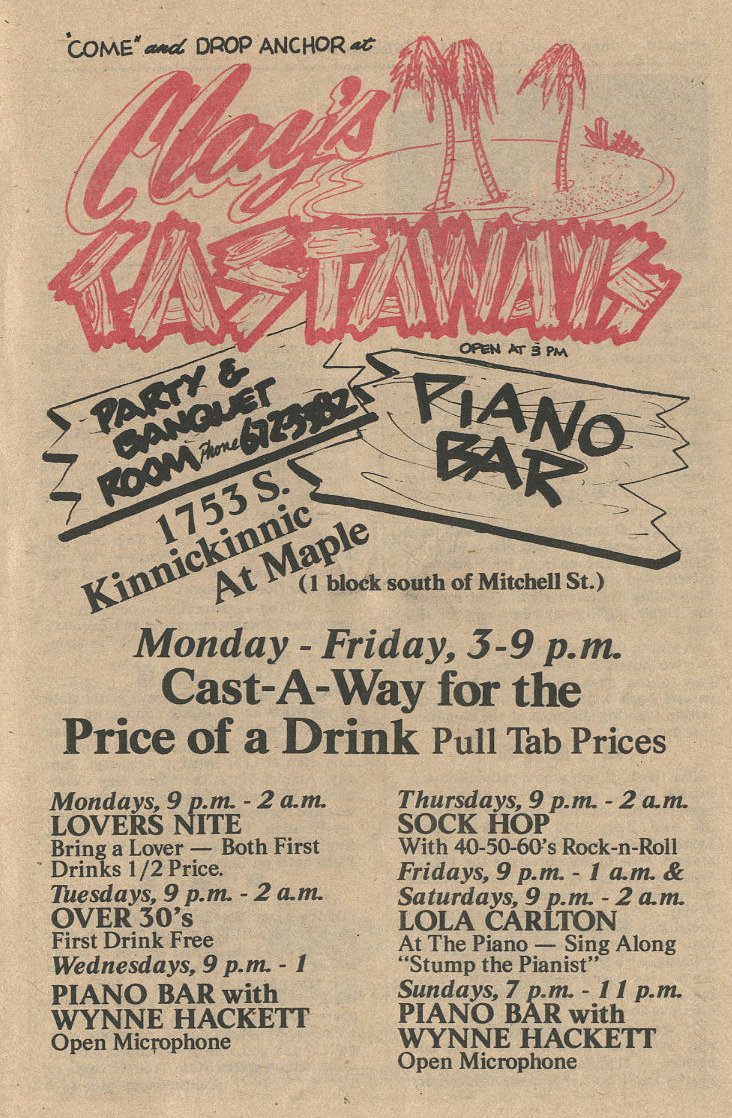 "COME" and DROP ANCHOR at
Clay's
CASTAWAYS
OPEN AT 3 PM
PARTY &
BANQUET
ROOM Phone 6723382
PIANO
BAR
1753 S.
Kinnickinnic
At Maple
(1 block south of Mitchell St.)
Monday - Friday, 3-9 p.m.
Cast-A-Way for the
Price of a Drink Pull Tab Prices
Mondays, 9 p.m. - 2 a.m.
LOVERS NITE
Bring a Lover — Both First
Drinks 1/2 Price.
Tuesdays, 9 p.m. - 2 a.m.
OVER 30's
First Drink Free
Wednesdays, 9 p.m. - 1
PIANO BAR with
WYNNE HACKETT
Open Microphone
Thursdays, 9 p.m. - 2 a.m.
SOCK HOP
With 40-50-60's Rock-n-Roll
Fridays, 9 p.m. - 1 a.m. &
Saturdays, 9 p.m. - 2 a.m.
LOLA CARLTON
At The Piano — Sing Along
"Stump the Pianist"
Sundays, 7 p.m. - 11 p.m.
PIANO BAR with
WYNNE HACKETT
Open Microphone